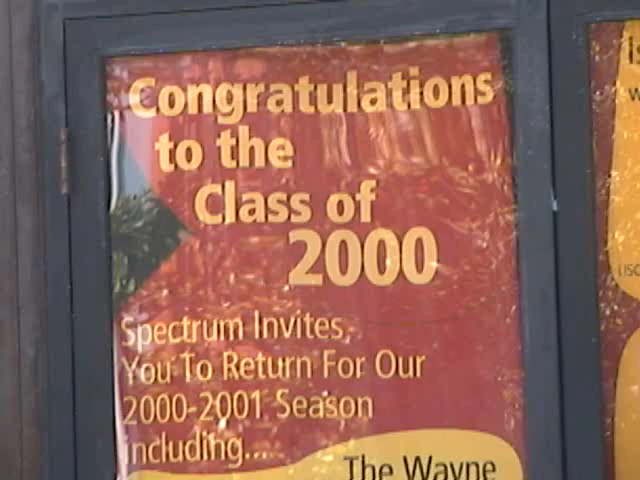 Congratulations
to the
Class of
2000
Spectrum Invites
You To Return For Our
2000-2001 Season
Including....
The Wayne